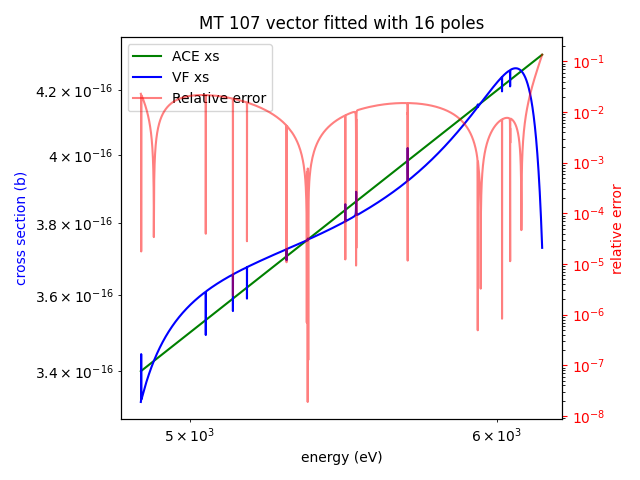 MT 107 vector fitted with 16 poles
ACE xs
VF xs
Relative error
4.2 × 10⁻¹⁶
4 × 10⁻¹⁶
3.8 × 10⁻¹⁶
3.6 × 10⁻¹⁶
3.4 × 10⁻¹⁶
cross section (b)
10⁻¹
10⁻²
10⁻³
10⁻⁴
10⁻⁵
10⁻⁶
10⁻⁷
10⁻⁸
relative error
5 × 10³
6 × 10³
energy (eV)